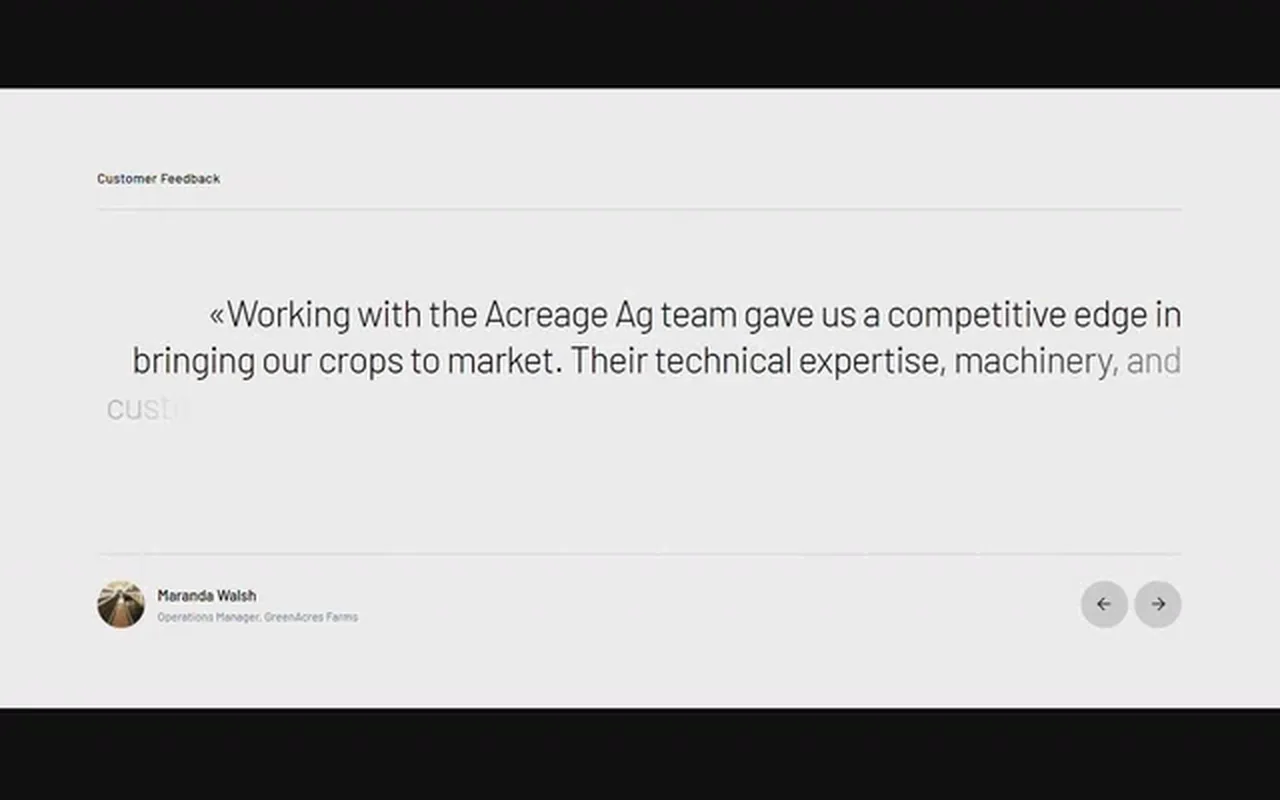 Customer Feedback
«Working with the Acreage Ag team gave us a competitive edge in
bringing our crops to market. Their technical expertise, machinery, and
Maranda Walsh
Operations Manager, GreenAcres Farms